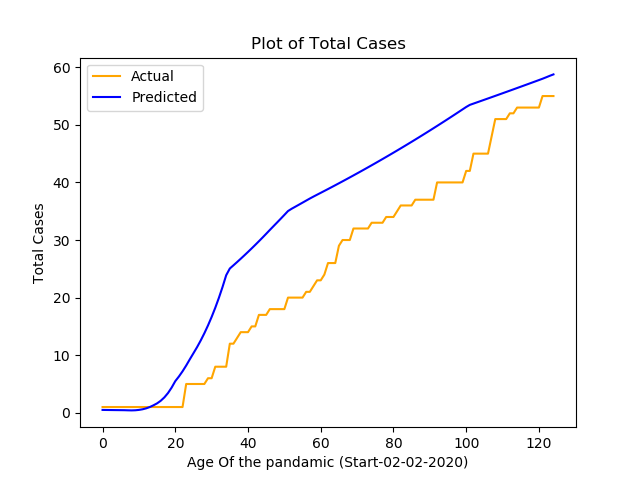 Plot of Total Cases
Actual
Predicted
Total Cases
60
50
40
30
20
10
0
0 20 40 60 80 100 120
Age Of the pandamic (Start-02-02-2020)